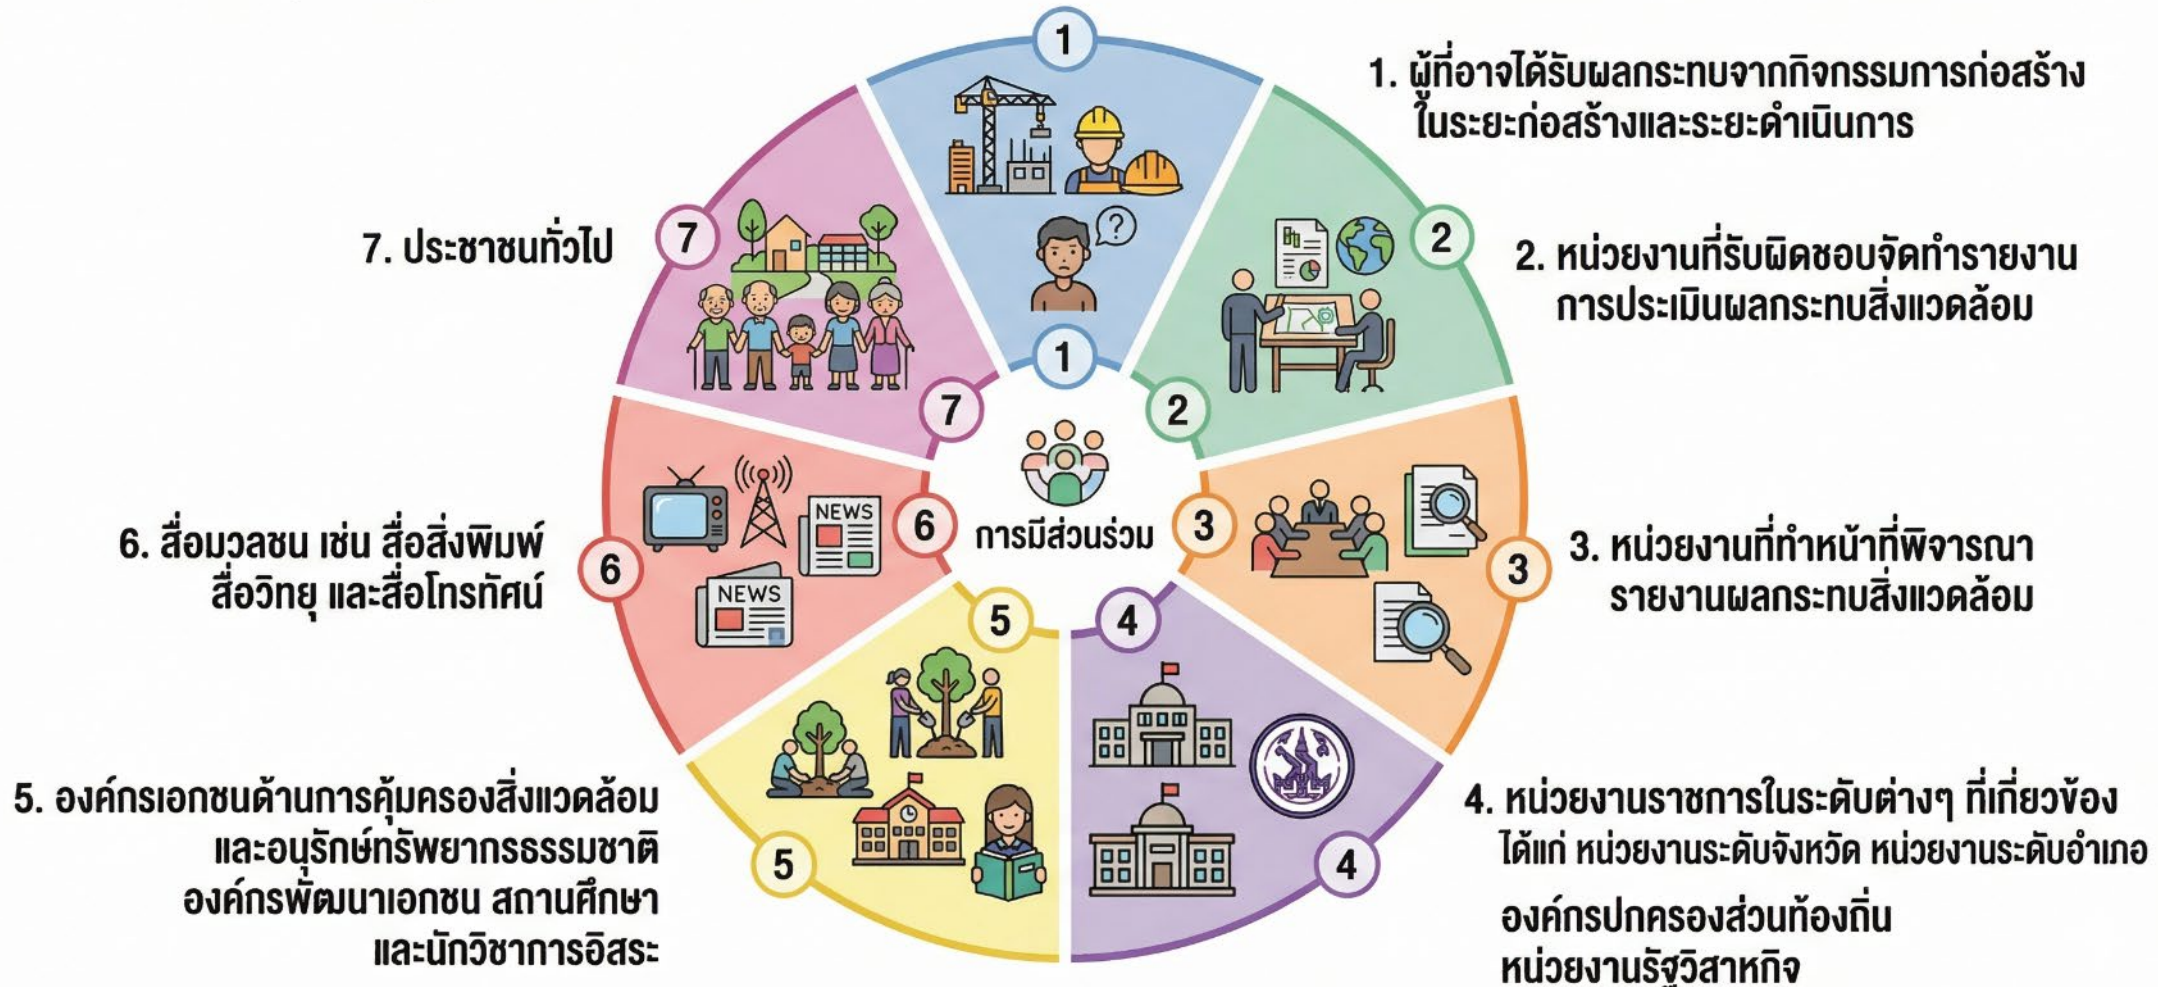 1
1. ผู้ที่อาจได้รับผลกระทบจากกิจกรรมการก่อสร้าง
ในระยะก่อสร้างและระยะดำเนินการ
?
1
2
2. หน่วยงานที่รับผิดชอบจัดทำรายงาน
การประเมินผลกระทบสิ่งแวดล้อม
2
3
3
3. หน่วยงานที่ทำหน้าที่พิจารณา
รายงานผลกระทบสิ่งแวดล้อม
4
4
4. หน่วยงานราชการในระดับต่างๆ ที่เกี่ยวข้อง
ได้แก่ หน่วยงานระดับจังหวัด หน่วยงานระดับอำเภอ
องค์กรปกครองส่วนท้องถิ่น
หน่วยงานรัฐวิสาหกิจ
5
5
5. องค์กรเอกชนด้านการคุ้มครองสิ่งแวดล้อม
และอนุรักษ์ทรัพยากรธรรมชาติ
องค์กรพัฒนาเอกชน สถานศึกษา
และนักวิชาการอิสระ
6
6
NEWS
NEWS
6. สื่อมวลชน เช่น สื่อสิ่งพิมพ์
สื่อวิทยุ และสื่อโทรทัศน์
7
7
7. ประชาชนทั่วไป
การมีส่วนร่วม